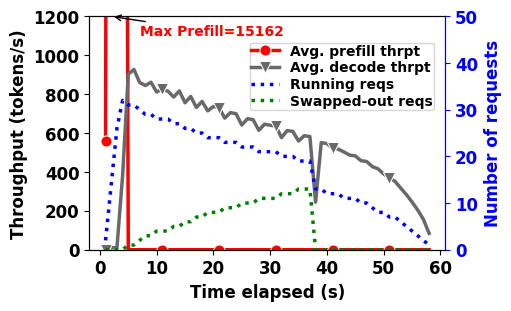 Max Prefill=15162
Avg. prefill thrpt
Avg. decode thrpt
Running reqs
Swapped-out reqs
Throughput (tokens/s)
1200
1000
800
600
400
200
0
Number of requests
50
40
30
20
10
0
0 10 20 30 40 50 60
Time elapsed (s)